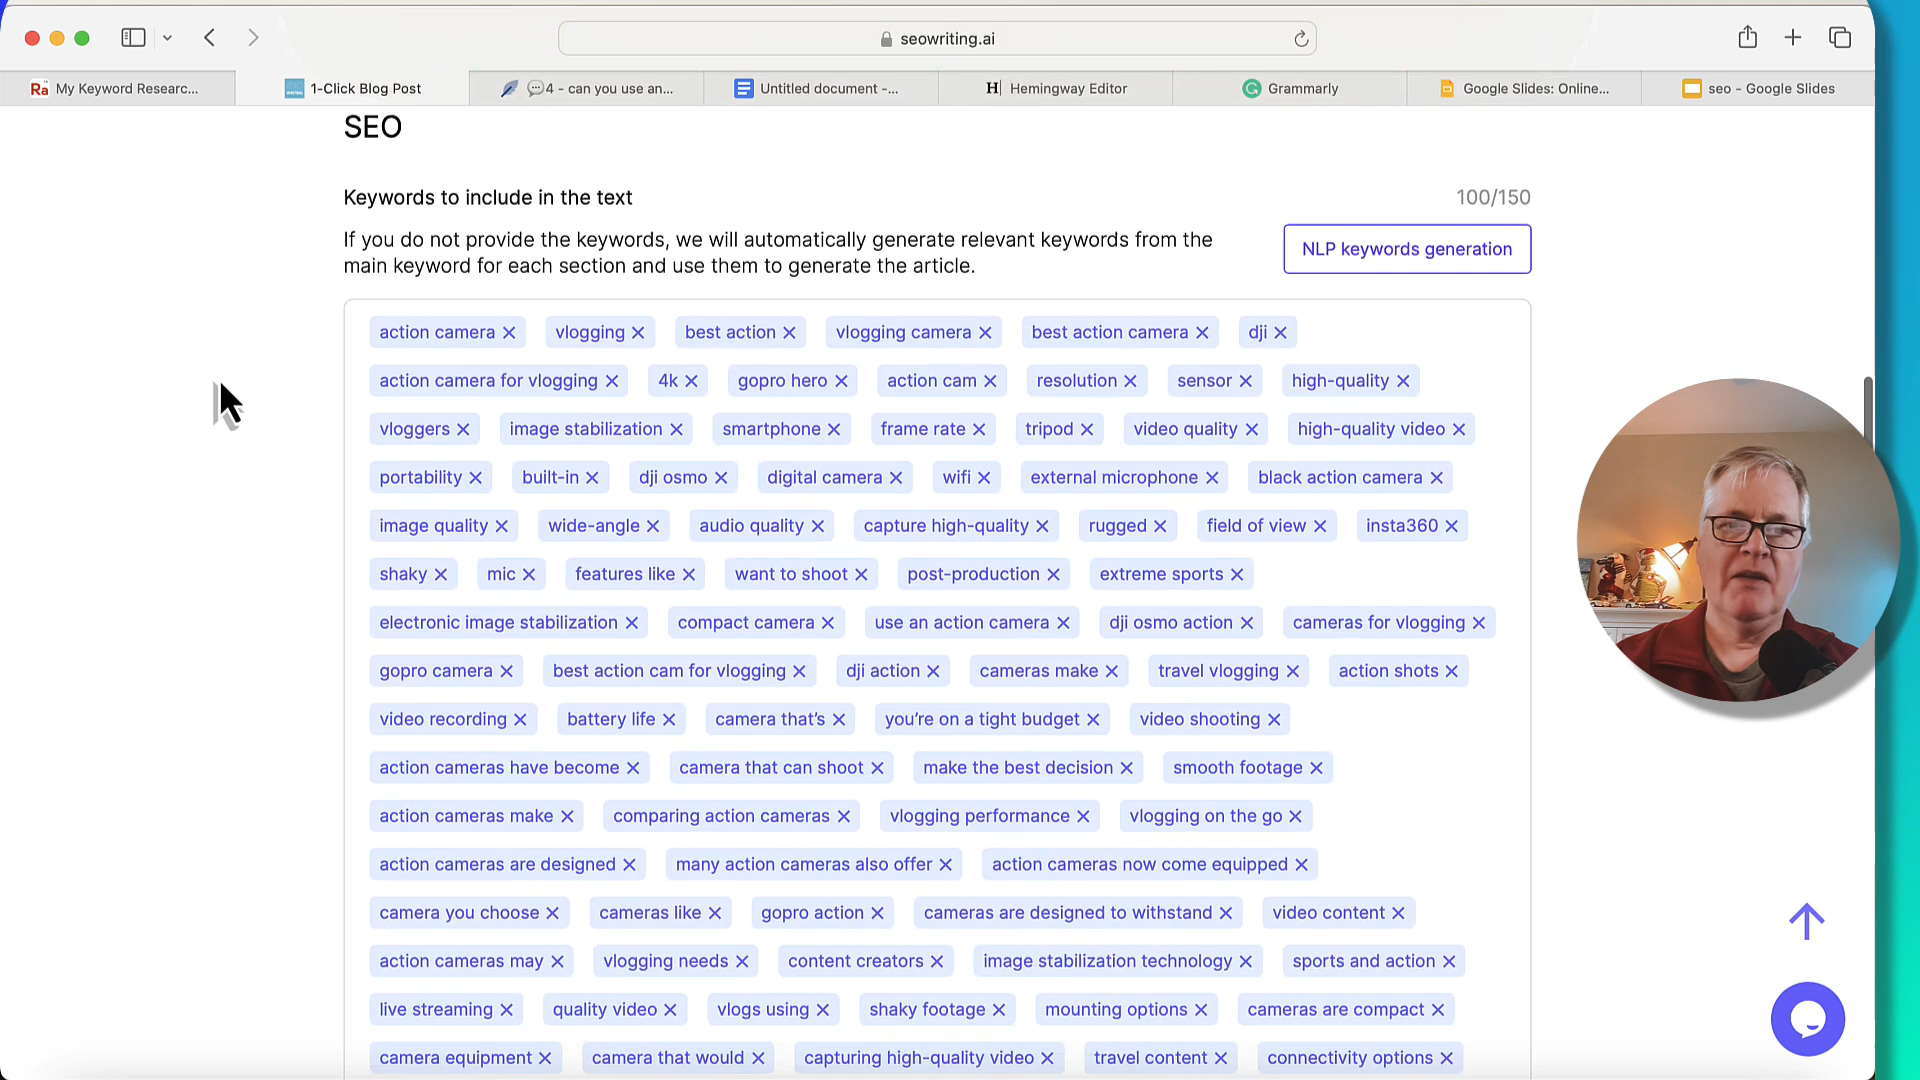 seowriting.ai
Ra My Keyword Researc...
1-Click Blog Post
4 - can you use an...
Untitled document -...
H Hemingway Editor
G Grammarly
Google Slides: Online...
seo - Google Slides
SEO
Keywords to include in the text 100/150
If you do not provide the keywords, we will automatically generate relevant keywords from the
main keyword for each section and use them to generate the article.
NLP keywords generation
action camera vlogging best action vlogging camera best action camera dji
action camera for vlogging 4k gopro hero action cam resolution sensor high-quality
vloggers image stabilization smartphone frame rate tripod video quality high-quality video
portability built-in dji osmo digital camera wifi external microphone black action camera
image quality wide-angle audio quality capture high-quality rugged field of view insta360
shaky mic features like want to shoot post-production extreme sports
electronic image stabilization compact camera use an action camera dji osmo action cameras for vlogging
gopro camera best action cam for vlogging dji action cameras make travel vlogging action shots
video recording battery life camera that’s you’re on a tight budget video shooting
action cameras have become camera that can shoot make the best decision smooth footage
action cameras make comparing action cameras vlogging performance vlogging on the go
action cameras are designed many action cameras also offer action cameras now come equipped
camera you choose cameras like gopro action cameras are designed to withstand video content
action cameras may vlogging needs content creators image stabilization technology sports and action
live streaming quality video vlogs using shaky footage mounting options cameras are compact
camera equipment camera that would capturing high-quality video travel content connectivity options